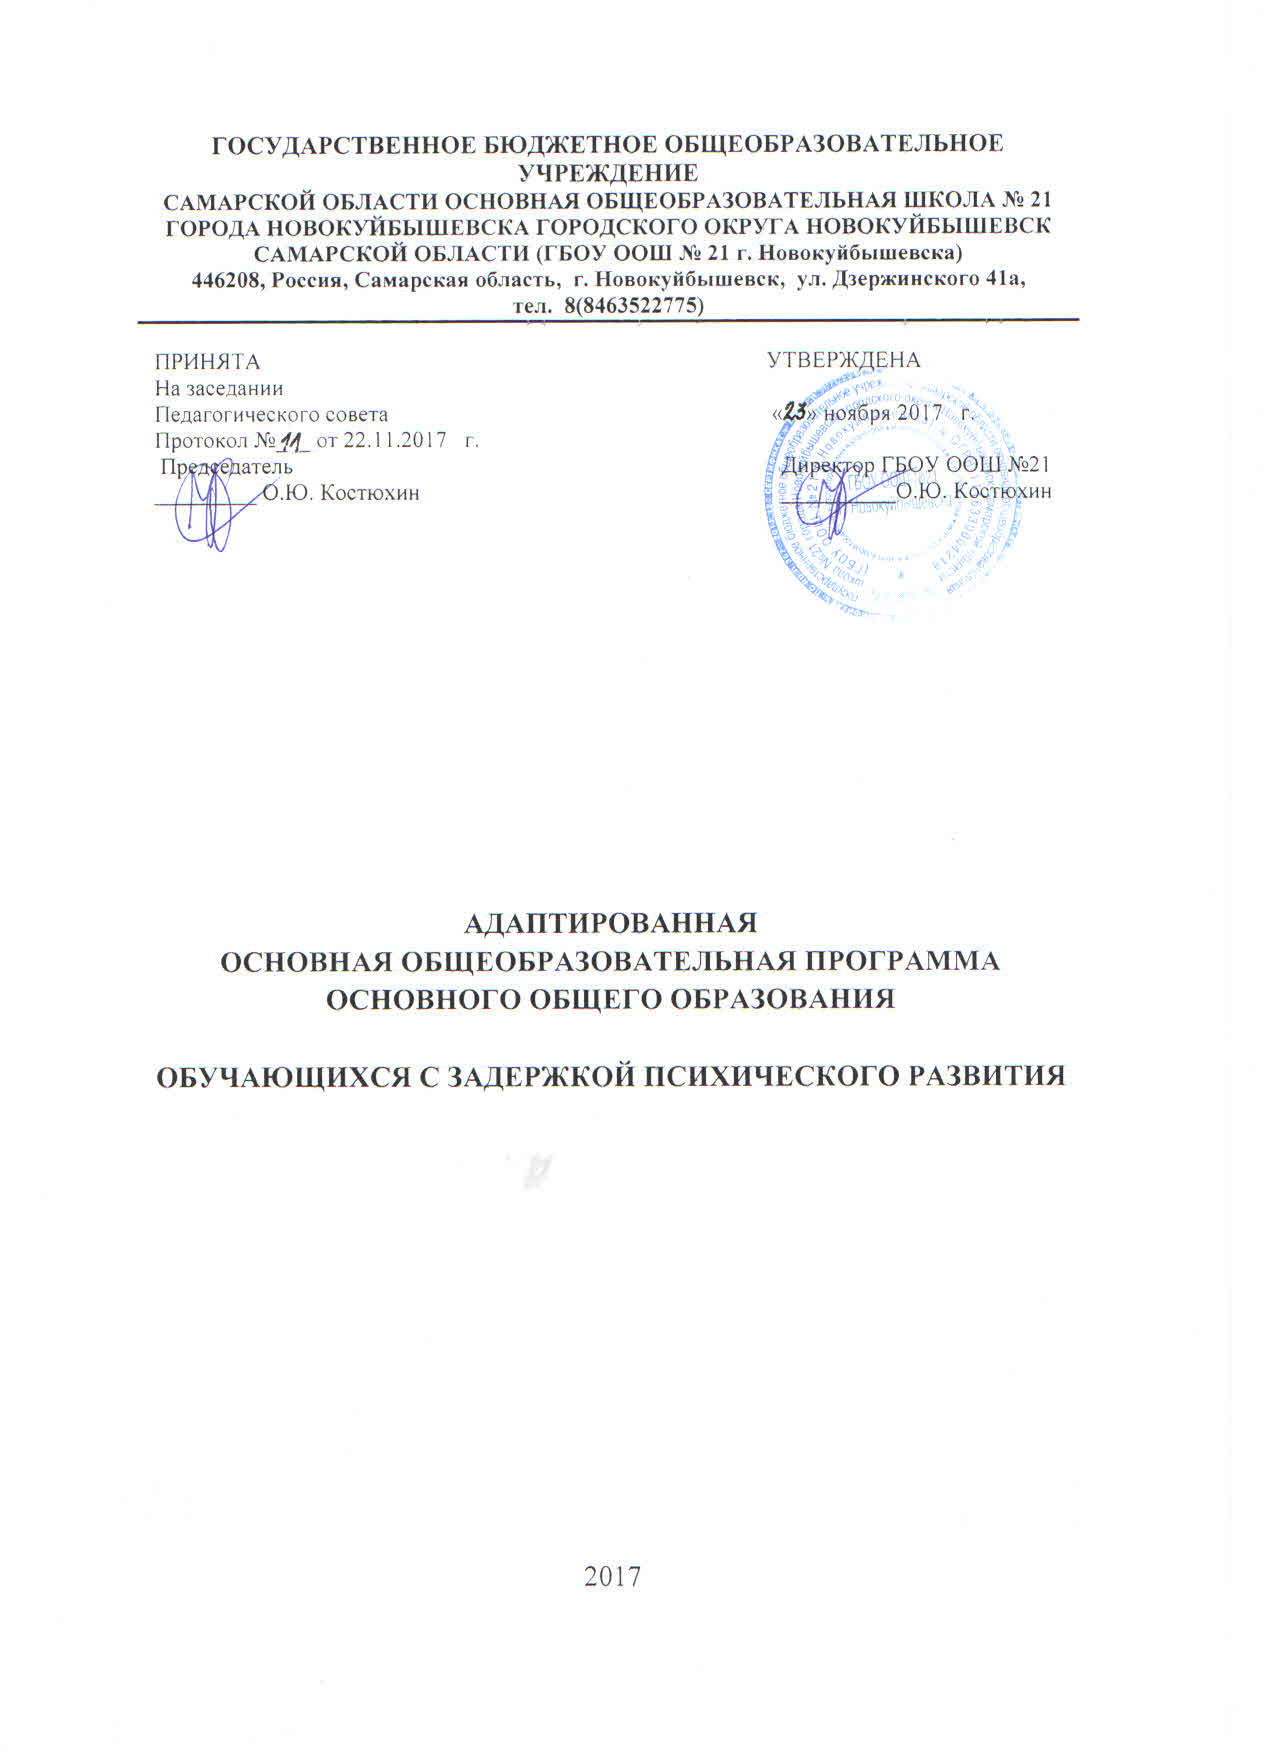 ГОСУДАРСТВЕННОЕ БЮДЖЕТНОЕ ОБЩЕОБРАЗОВАТЕЛЬНОЕ
УЧРЕЖДЕНИЕ
САМАРСКОЙ ОБЛАСТИ ОСНОВНАЯ ОБЩЕОБРАЗОВАТЕЛЬНАЯ ШКОЛА № 21
ГОРОДА НОВОКУЙБЫШЕВСКА ГОРОДСКОГО ОКРУГА НОВОКУЙБЫШЕВСК
САМАРСКОЙ ОБЛАСТИ (ГБОУ ООШ № 21 г. Новокуйбышевска)
446208, Россия, Самарская область, г. Новокуйбышевск, ул. Дзержинского 41а,
тел. 8(8463522775)
ПРИНЯТА
На заседании
Педагогического совета
Протокол № 11 от 22.11.2017 г.
Председатель
О.Ю. Костюхин
УТВЕРЖДЕНА
«23» ноября 2017 г.
Директор ГБОУ ООШ №21
О.Ю. Костюхин
АДАПТИРОВАННАЯ
ОСНОВНАЯ ОБЩЕОБРАЗОВАТЕЛЬНАЯ ПРОГРАММА
ОСНОВНОГО ОБЩЕГО ОБРАЗОВАНИЯ
ОБУЧАЮЩИХСЯ С ЗАДЕРЖКОЙ ПСИХИЧЕСКОГО РАЗВИТИЯ
2017